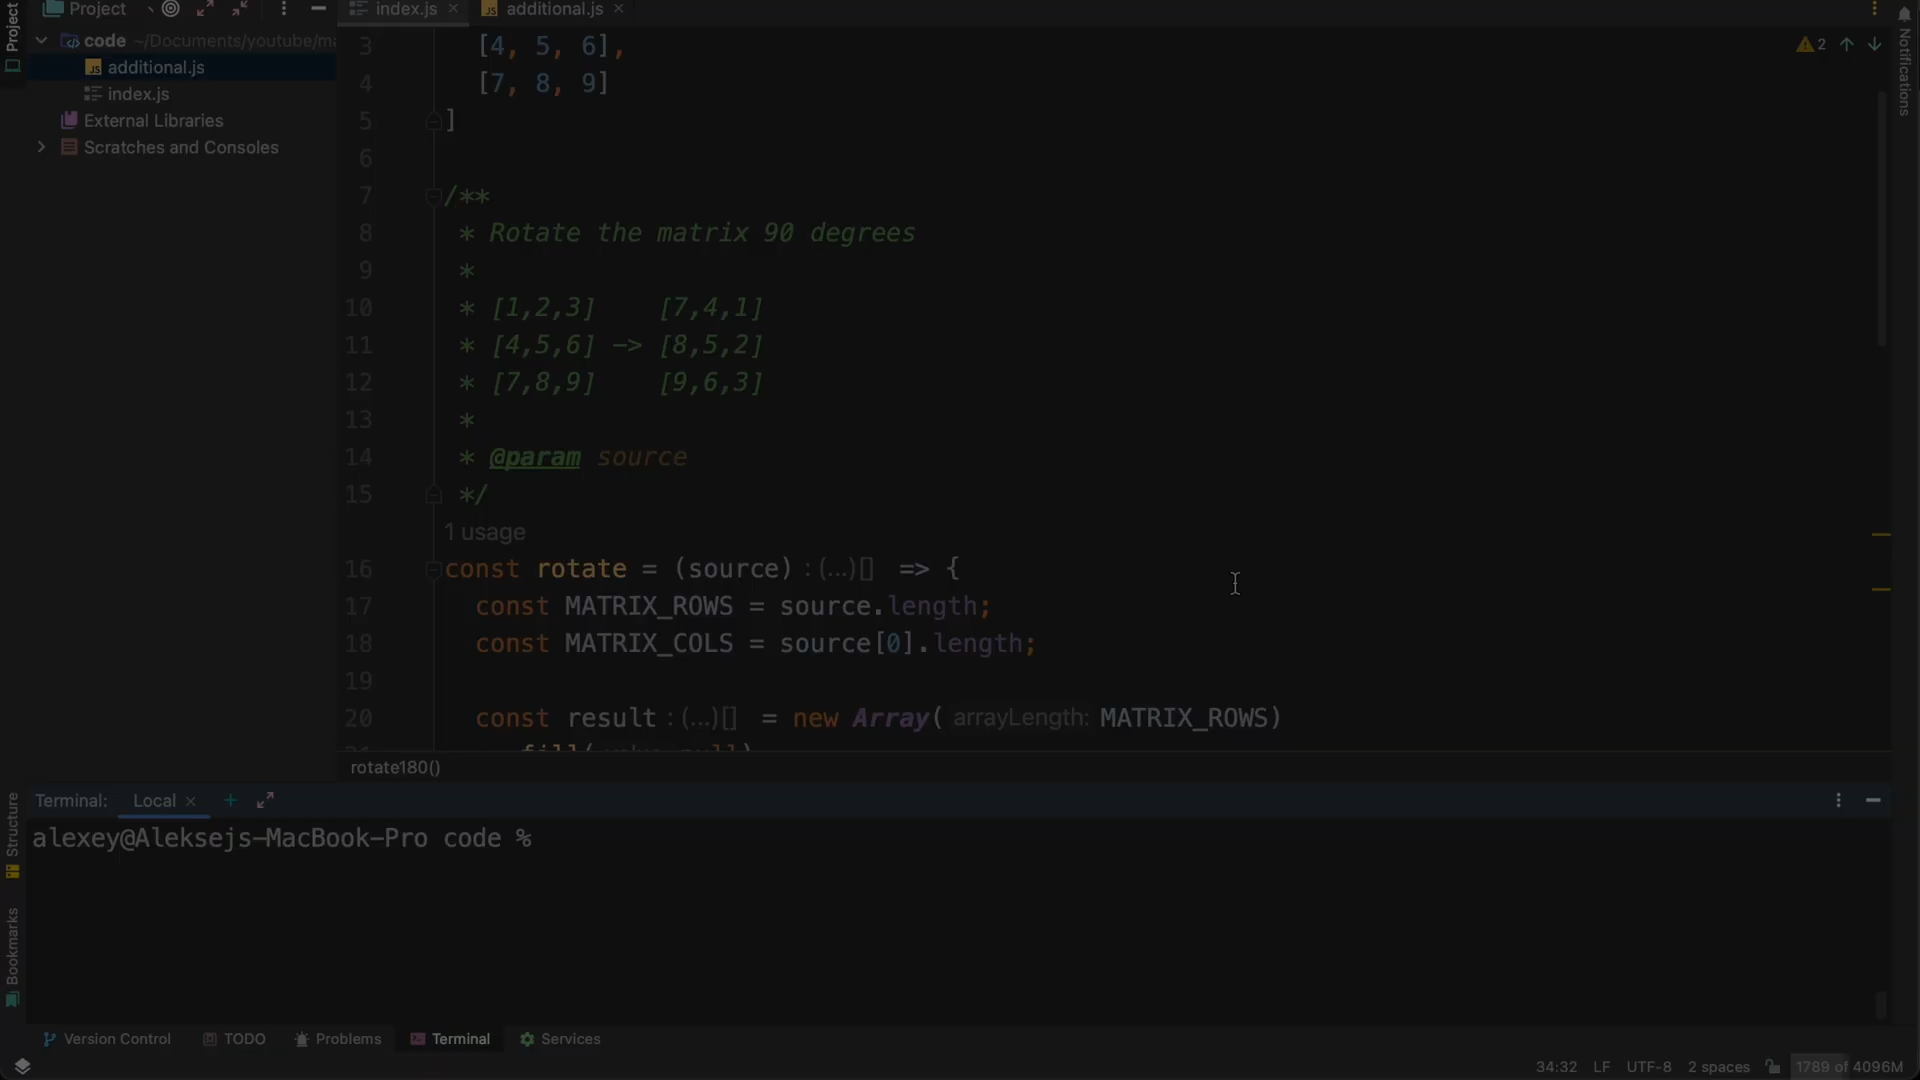 Project
index.js
additional.js
Project
code ~/Documents/youtube/ma
additional.js
index.js
External Libraries
Scratches and Consoles
3 [4, 5, 6],
4 [7, 8, 9]
5 ]
6
7 /**
8 * Rotate the matrix 90 degrees
9 *
10 * [1,2,3] [7,4,1]
11 * [4,5,6] -> [8,5,2]
12 * [7,8,9] [9,6,3]
13 *
14 * @param source
15 */
1 usage
16 const rotate = (source) : (...)[] => {
17 const MATRIX_ROWS = source.length;
18 const MATRIX_COLS = source[0].length;
19
20 const result : (...)[] = new Array( arrayLength: MATRIX_ROWS)
2
Notifications
rotate180()
Terminal: Local +
alexey@Aleksejs-MacBook-Pro code %
Structure
Bookmarks
Version Control TODO Problems Terminal Services
34:32 LF UTF-8 2 spaces 1789 of 4096M